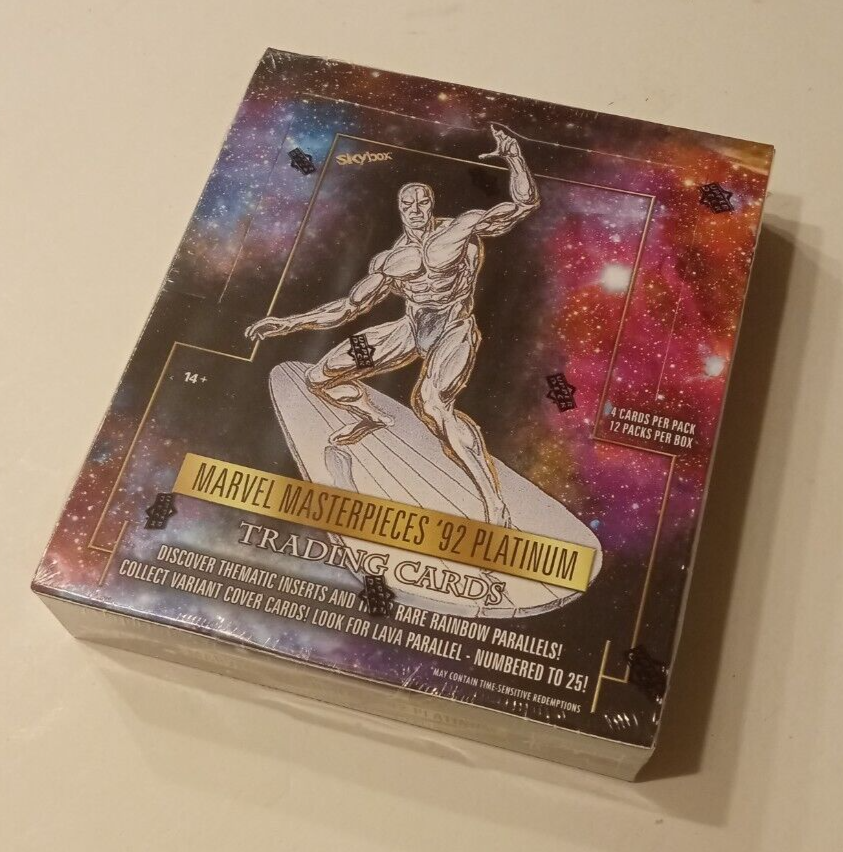 skybox
14+
4 CARDS PER PACK
12 PACKS PER BOX
MARVEL MASTERPIECES '92 PLATINUM
TRADING CARDS
DISCOVER THEMATIC INSERTS AND RARE RAINBOW PARALLELS!
COLLECT VARIANT COVER CARDS! LOOK FOR LAVA PARALLEL - NUMBERED TO 25!
*MAY CONTAIN TIME-SENSITIVE REDEMPTIONS